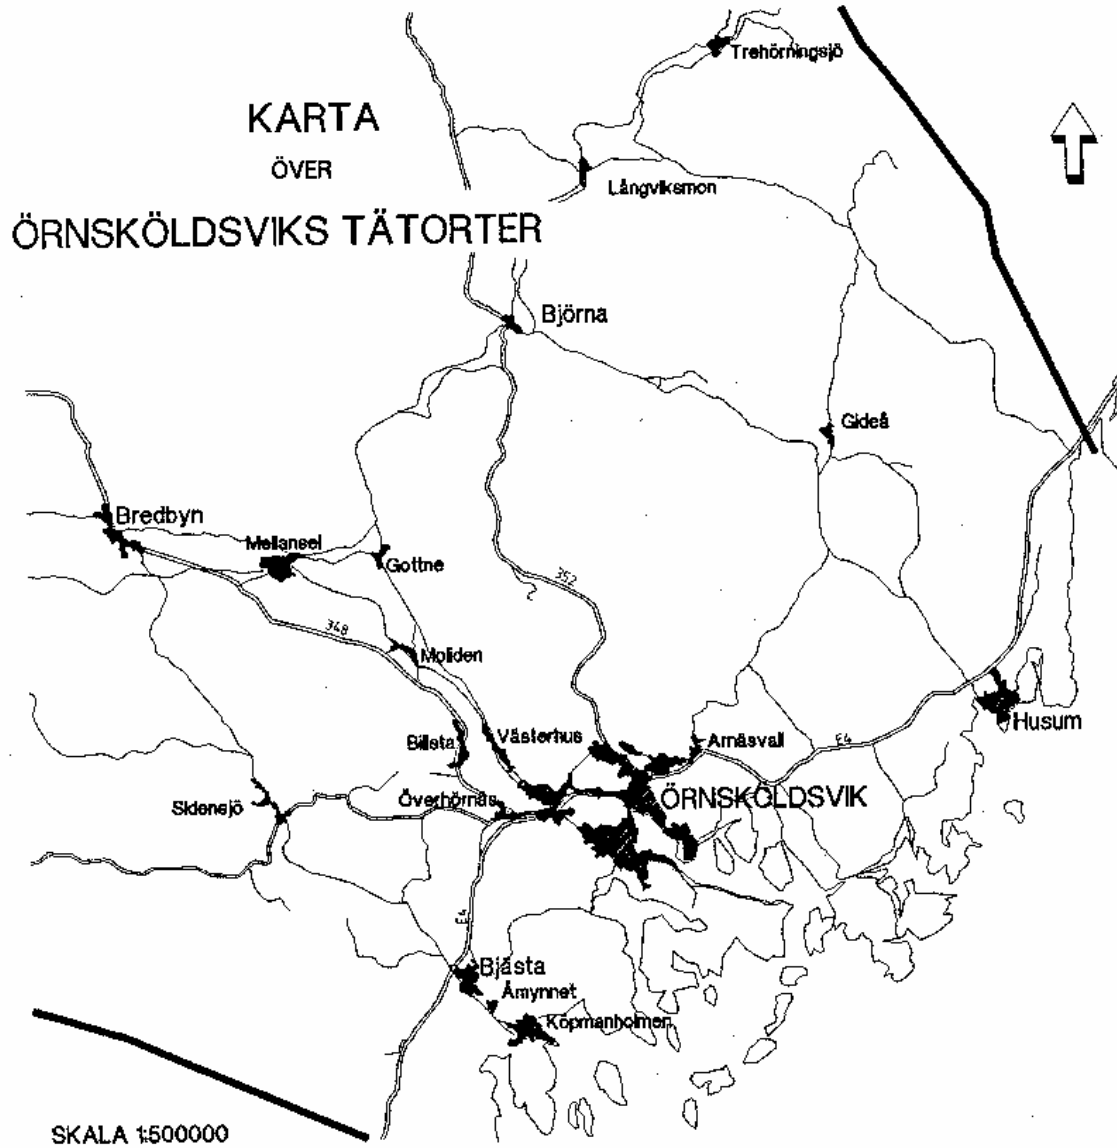 Trehörningsjö
KARTA
ÖVER
Långviksmon
ÖRNSKÖLDSVIKS TÄTORTER
Björna
Gideå
Bredbyn
Mellansel
Gottne
352
348
Moliden
Husum
Billsta
Västerhus
Arnäsvall
E4
Sidensjö
Överhörnäs
ÖRNSKÖLDSVIK
E4
Bjästa
Åmynnet
Köpmanholmen
SKALA 1:500000